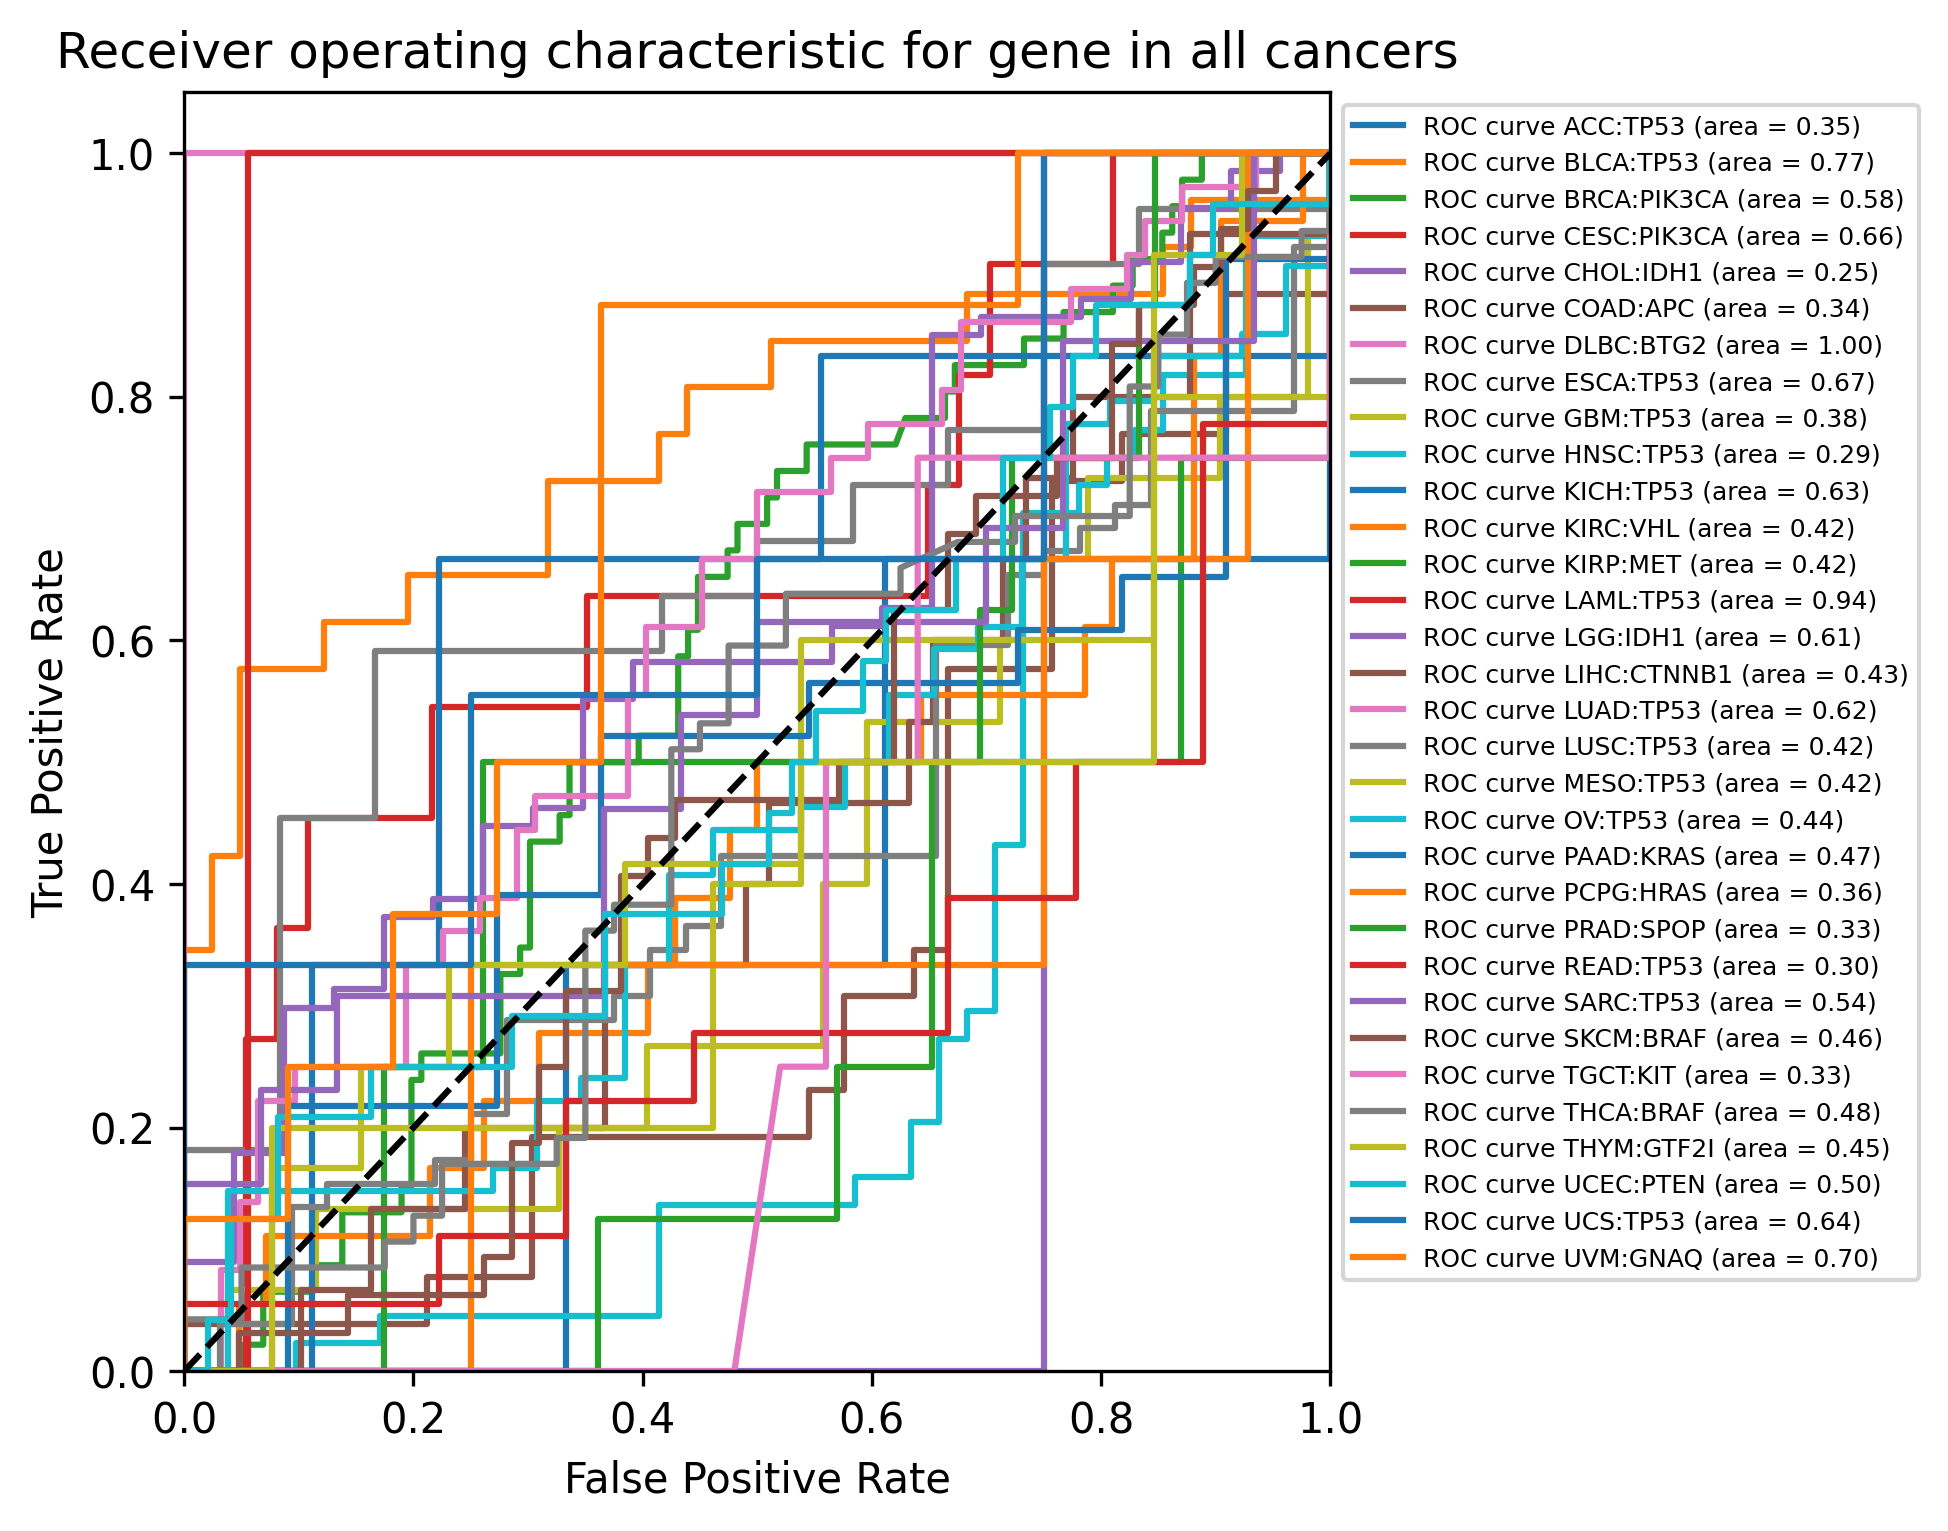 Receiver operating characteristic for gene in all cancers
True Positive Rate
1.0
0.8
0.6
0.4
0.2
0.0
0.0 0.2 0.4 0.6 0.8 1.0
False Positive Rate
ROC curve ACC:TP53 (area = 0.35)
ROC curve BLCA:TP53 (area = 0.77)
ROC curve BRCA:PIK3CA (area = 0.58)
ROC curve CESC:PIK3CA (area = 0.66)
ROC curve CHOL:IDH1 (area = 0.25)
ROC curve COAD:APC (area = 0.34)
ROC curve DLBC:BTG2 (area = 1.00)
ROC curve ESCA:TP53 (area = 0.67)
ROC curve GBM:TP53 (area = 0.38)
ROC curve HNSC:TP53 (area = 0.29)
ROC curve KICH:TP53 (area = 0.63)
ROC curve KIRC:VHL (area = 0.42)
ROC curve KIRP:MET (area = 0.42)
ROC curve LAML:TP53 (area = 0.94)
ROC curve LGG:IDH1 (area = 0.61)
ROC curve LIHC:CTNNB1 (area = 0.43)
ROC curve LUAD:TP53 (area = 0.62)
ROC curve LUSC:TP53 (area = 0.42)
ROC curve MESO:TP53 (area = 0.42)
ROC curve OV:TP53 (area = 0.44)
ROC curve PAAD:KRAS (area = 0.47)
ROC curve PCPG:HRAS (area = 0.36)
ROC curve PRAD:SPOP (area = 0.33)
ROC curve READ:TP53 (area = 0.30)
ROC curve SARC:TP53 (area = 0.54)
ROC curve SKCM:BRAF (area = 0.46)
ROC curve TGCT:KIT (area = 0.33)
ROC curve THCA:BRAF (area = 0.48)
ROC curve THYM:GTF2I (area = 0.45)
ROC curve UCEC:PTEN (area = 0.50)
ROC curve UCS:TP53 (area = 0.64)
ROC curve UVM:GNAQ (area = 0.70)